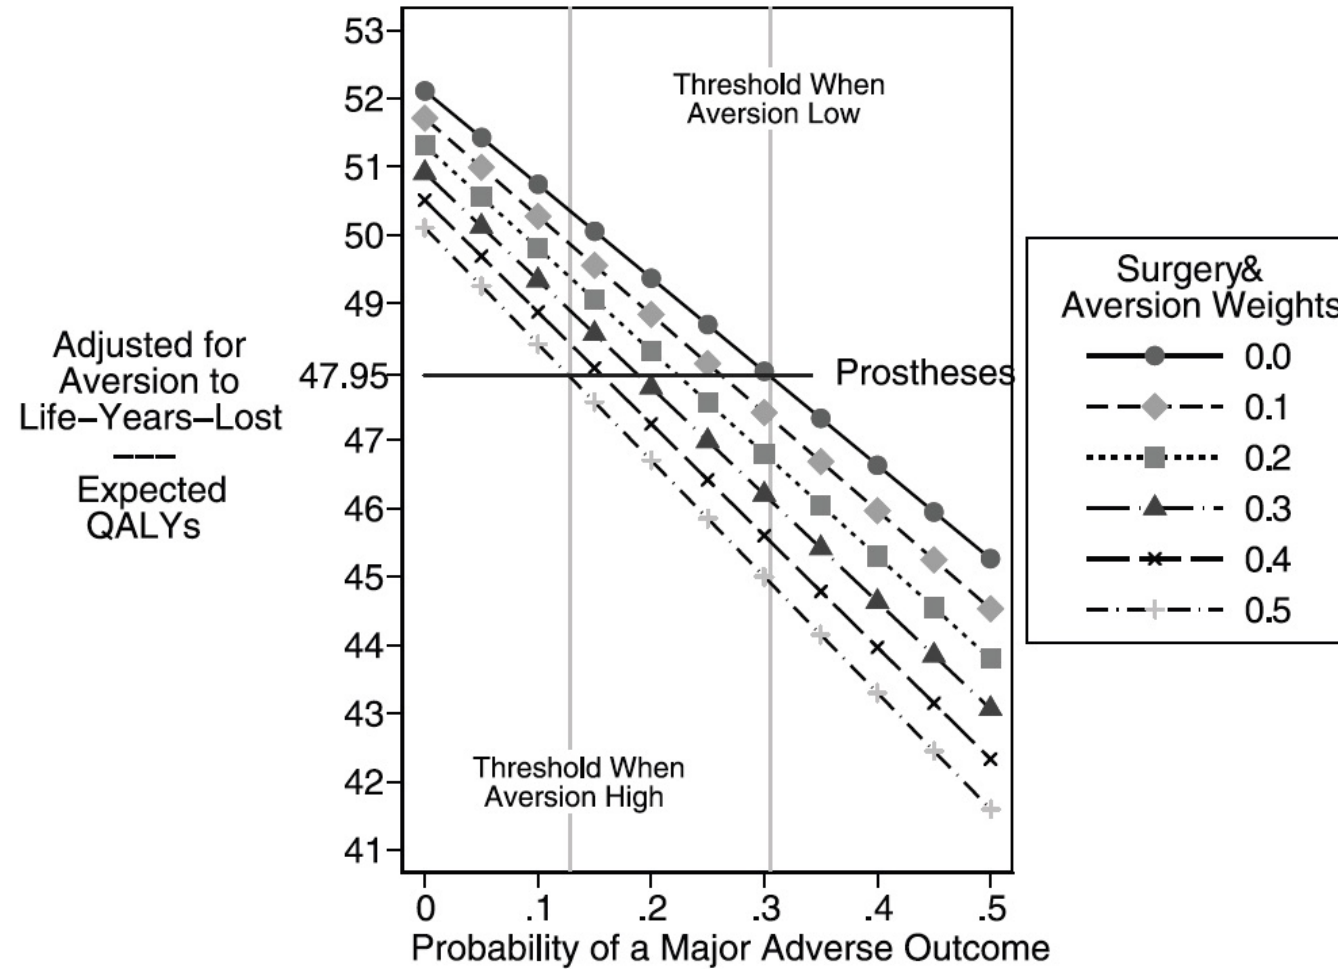 53
52
51
50
49
47.95
47
46
45
44
43
42
41
Adjusted for
Aversion to
Life–Years–Lost
Expected
QALYs
Threshold When
Aversion Low
Prostheses
Threshold When
Aversion High
0
.1
.2
.3
.4
.5
Probability of a Major Adverse Outcome
Surgery&
Aversion Weights
0.0
0.1
0.2
0.3
0.4
0.5